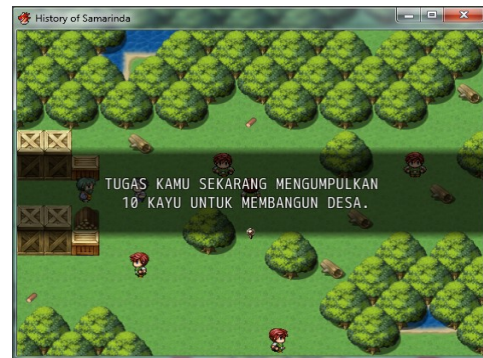 History of Samarinda
TUGAS KAMU SEKARANG MENGUMPULKAN
10 KAYU UNTUK MEMBANGUN DESA.